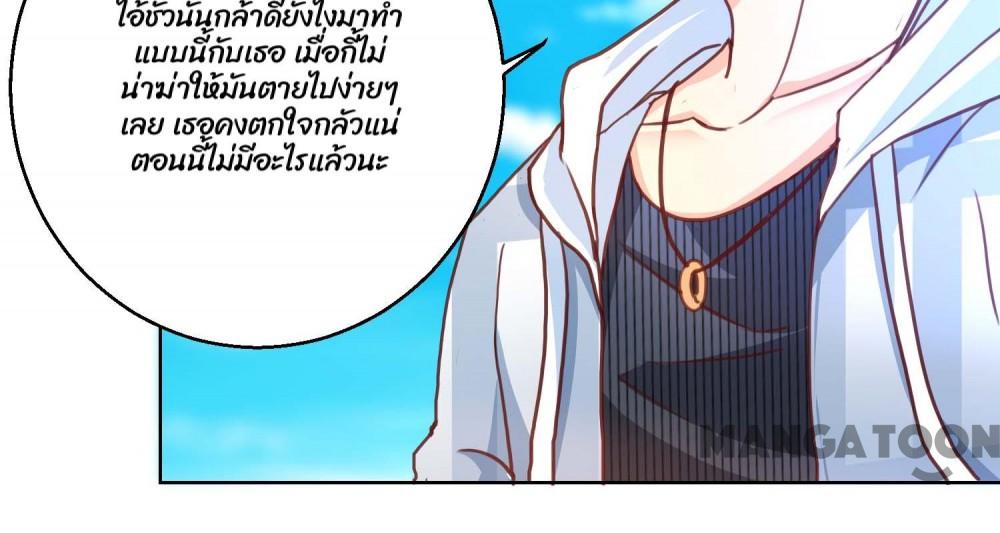 ไอ้ชั่วนั่นกล้าดียังไงมาทำ
แบบนี้กับเธอ เมื่อกี้ไม่
น่าฆ่าให้มันตายไปง่ายๆ
เลย เธอคงตกใจกลัวแน่
ตอนนี้ไม่มีอะไรแล้วนะ
MANGATOON